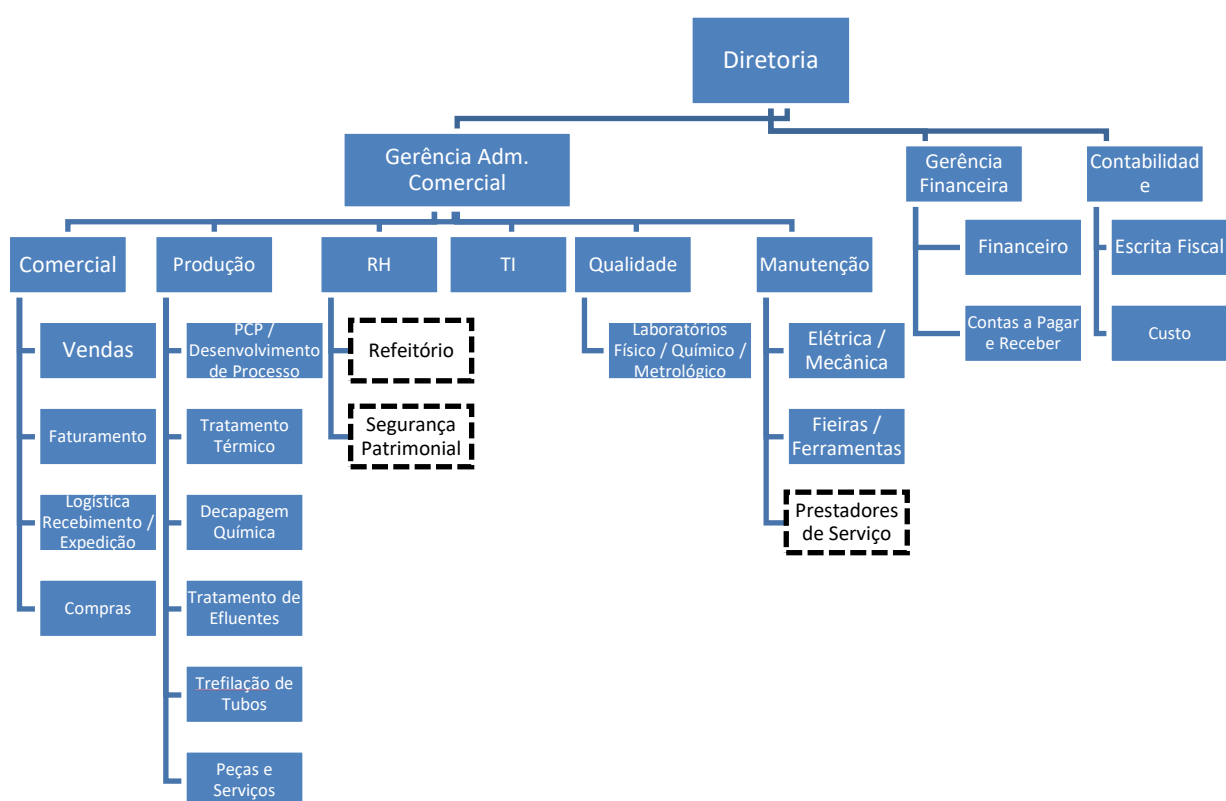 Diretoria
Gerência Adm.
Comercial
Gerência
Financeira
Contabilidad
e
Comercial
Produção
RH
TI
Qualidade
Manutenção
Financeiro
Escrita Fiscal
Vendas
PCP /
Desenvolvimento
de Processo
Refeitório
Laboratórios
Físico / Químico /
Metrológico
Elétrica /
Mecânica
Contas a Pagar
e Receber
Custo
Faturamento
Tratamento
Térmico
Segurança
Patrimonial
Fieiras /
Ferramentas
Logística
Recebimento /
Expedição
Decapagem
Química
Prestadores
de Serviço
Compras
Tratamento de
Efluentes
Trefilação de
Tubos
Peças e
Serviços